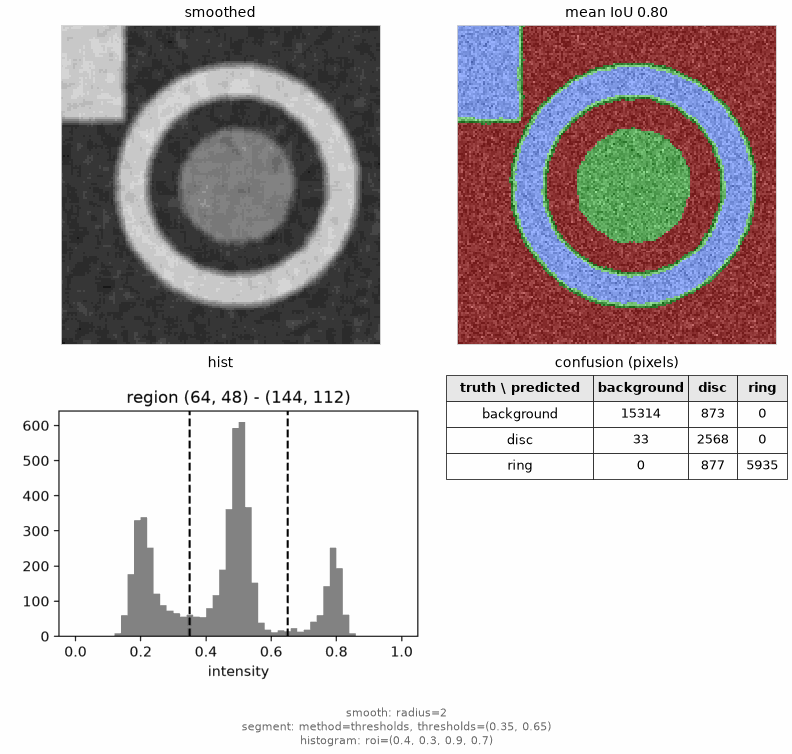 smoothed
mean IoU 0.80
hist
confusion (pixels)
region (64, 48) - (144, 112)
600
500
400
300
200
100
0
0.0 0.2 0.4 0.6 0.8 1.0
intensity
truth \ predicted background disc ring
background 15314 873 0
disc 33 2568 0
ring 0 877 5935
smooth: radius=2
segment: method=thresholds, thresholds=(0.35, 0.65)
histogram: roi=(0.4, 0.3, 0.9, 0.7)